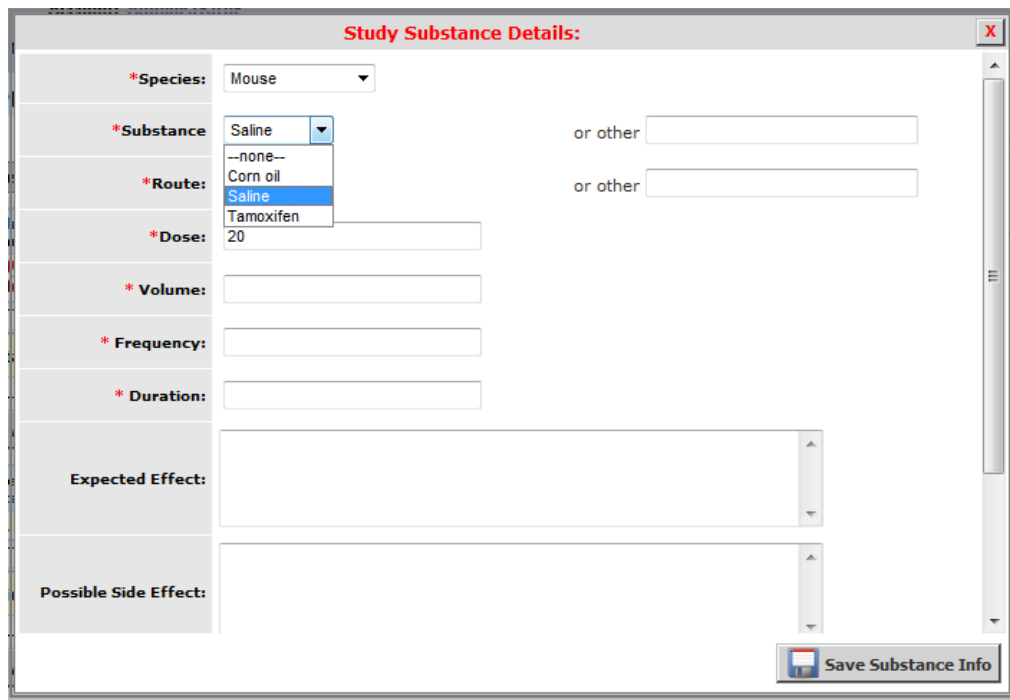 Study Substance Details:
X
*Species: Mouse
*Substance Saline or other
--none--
Corn oil
*Route: or other
Saline
Tamoxifen
*Dose: 20
* Volume:
* Frequency:
* Duration:
Expected Effect:
Possible Side Effect:
Save Substance Info